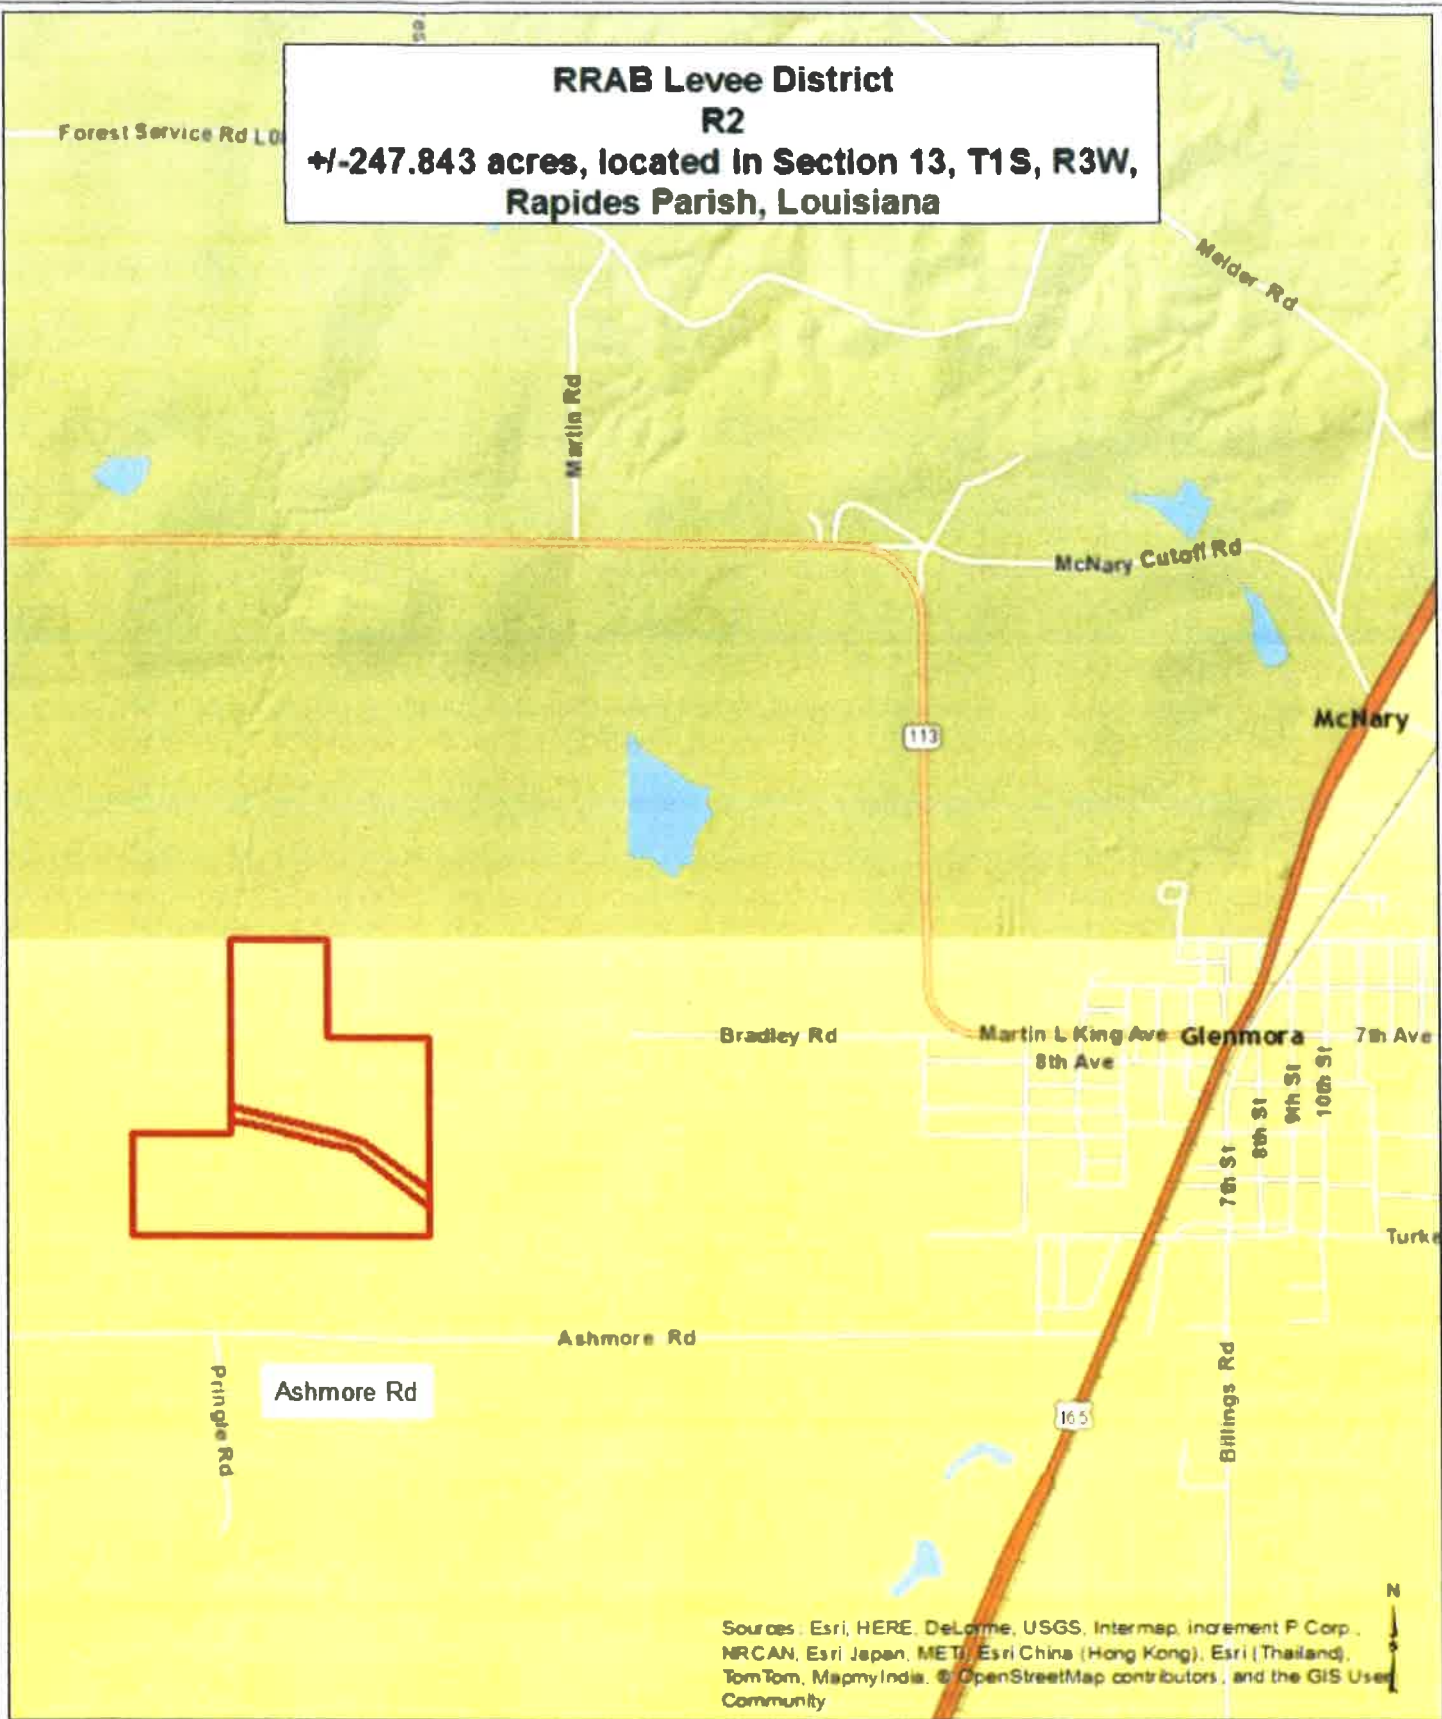 RRAB Levee District
R2
+/-247.843 acres, located in Section 13, T1S, R3W,
Rapides Parish, Louisiana
Forest Service Rd
Melder Rd
Martin Rd
McNary Cutoff Rd
McNary
113
Bradley Rd
Martin L King Ave
Glenmora
7th Ave
8th Ave
10th St
9th St
8th St
7th St
Turke
Ashmore Rd
Ashmore Rd
Pringle Rd
Billings Rd
165
N
Sources: Esri, HERE, DeLorme, USGS, Intermap, increment P Corp.,
NRCAN, Esri Japan, METI, Esri China (Hong Kong), Esri (Thailand),
TomTom, MapmyIndia, © OpenStreetMap contributors, and the GIS User
Community